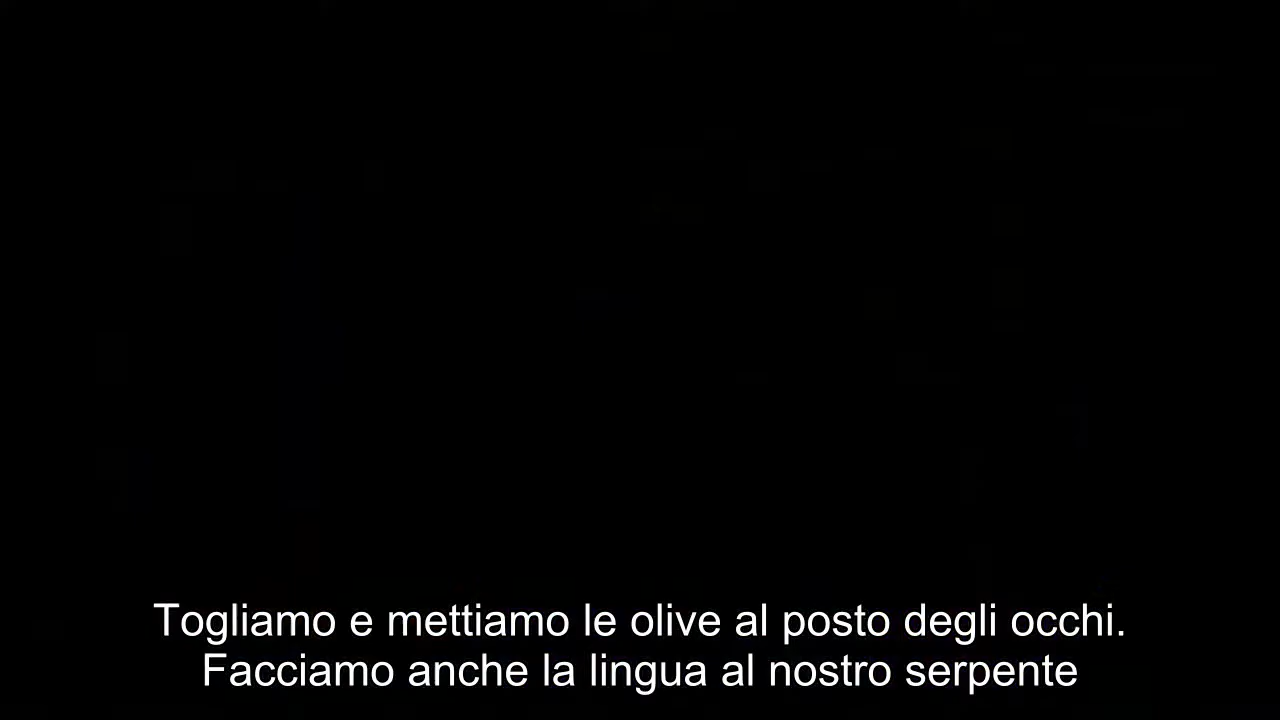 Togliamo e mettiamo le olive al posto degli occhi.
Facciamo anche la lingua al nostro serpente